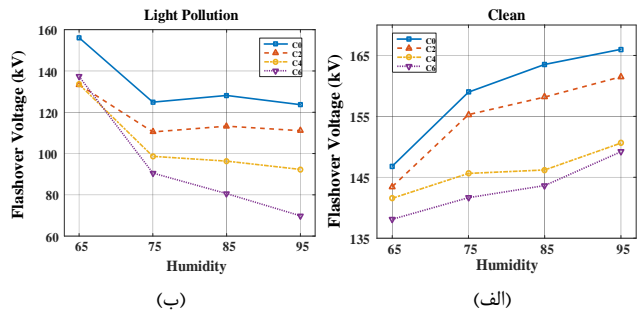 Light Pollution
Flashover Voltage (kV)
160
140
120
100
80
60
65
75
85
95
Humidity
C0
C2
C4
C6
(ب)
Clean
Flashover Voltage (kV)
165
155
145
135
65
75
85
95
Humidity
C0
C2
C4
C6
(الف)